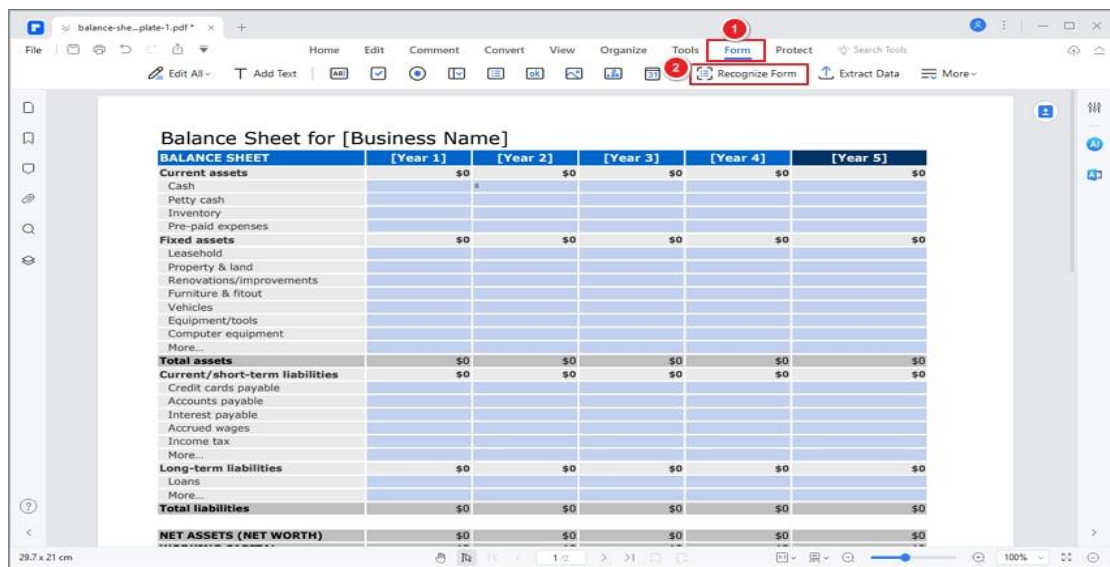 balance-she...plate-1.pdf *
1
File Home Edit Comment Convert View Organize Tools Form Protect Search Tools
Edit All Add Text 2 Recognize Form Extract Data More
Balance Sheet for [Business Name]
BALANCE SHEET [Year 1] [Year 2] [Year 3] [Year 4] [Year 5]
Current assets $0 $0 $0 $0 $0
Cash
Petty cash
Inventory
Pre-paid expenses
Fixed assets $0 $0 $0 $0 $0
Leasehold
Property & land
Renovations/improvements
Furniture & fitout
Vehicles
Equipment/tools
Computer equipment
More...
Total assets $0 $0 $0 $0 $0
Current/short-term liabilities $0 $0 $0 $0 $0
Credit cards payable
Accounts payable
Interest payable
Accrued wages
Income tax
More...
Long-term liabilities $0 $0 $0 $0 $0
Loans
More...
Total liabilities $0 $0 $0 $0 $0
NET ASSETS (NET WORTH) $0 $0 $0 $0 $0
29.7 x 21 cm 1 /2 100%